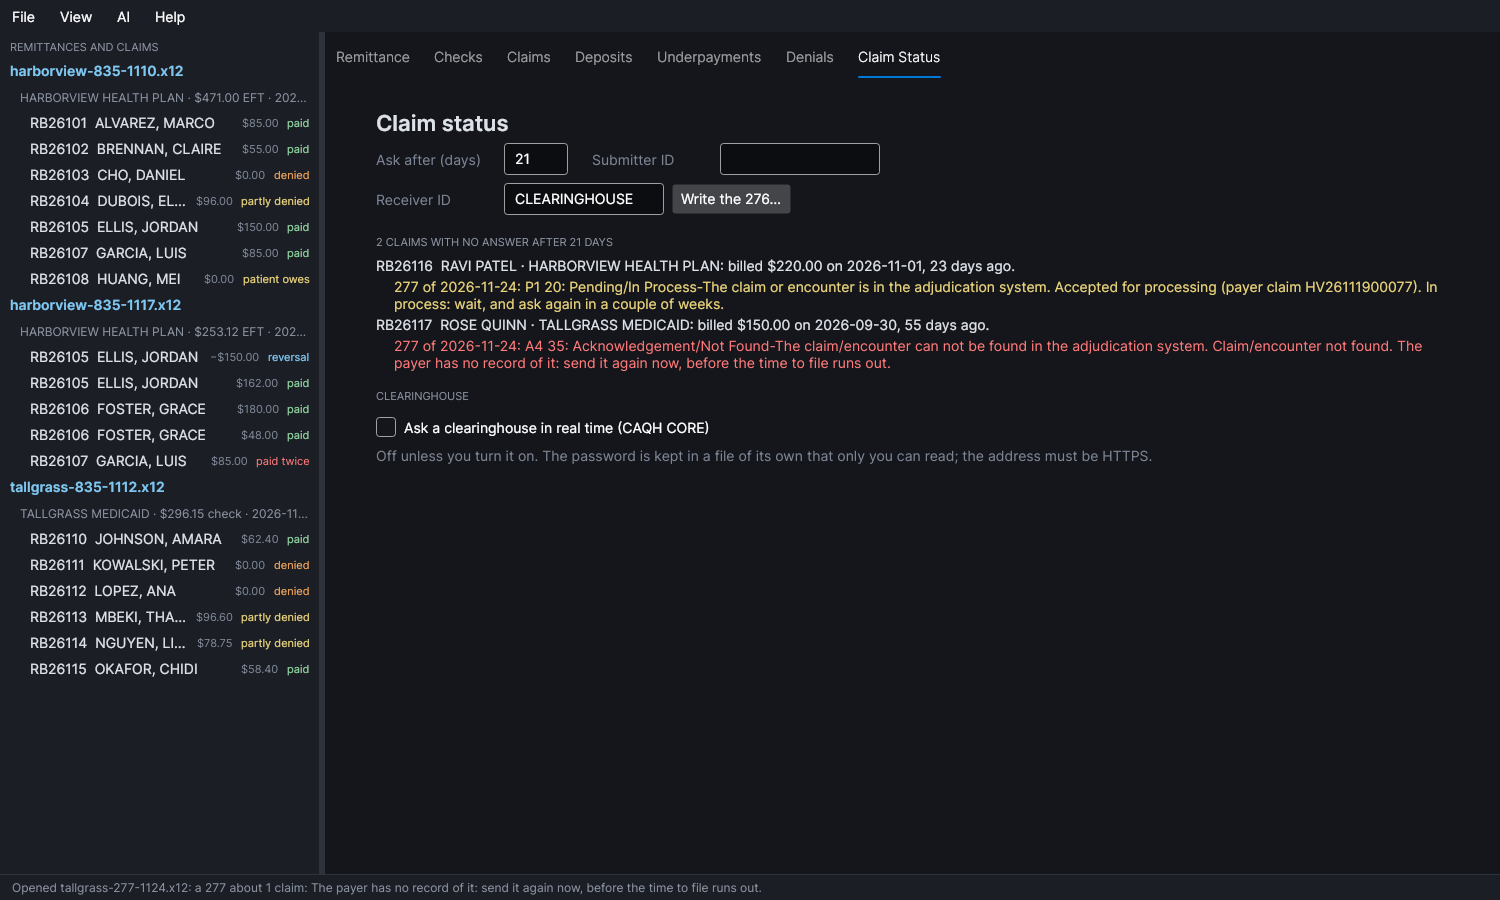 File View AI Help
REMITTANCES AND CLAIMS
harborview-835-1110.x12
HARBORVIEW HEALTH PLAN · $471.00 EFT · 202...
RB26101 ALVAREZ, MARCO $85.00 paid
RB26102 BRENNAN, CLAIRE $55.00 paid
RB26103 CHO, DANIEL $0.00 denied
RB26104 DUBOIS, EL... $96.00 partly denied
RB26105 ELLIS, JORDAN $150.00 paid
RB26107 GARCIA, LUIS $85.00 paid
RB26108 HUANG, MEI $0.00 patient owes
harborview-835-1117.x12
HARBORVIEW HEALTH PLAN · $253.12 EFT · 202...
RB26105 ELLIS, JORDAN −$150.00 reversal
RB26105 ELLIS, JORDAN $162.00 paid
RB26106 FOSTER, GRACE $180.00 paid
RB26106 FOSTER, GRACE $48.00 paid
RB26107 GARCIA, LUIS $85.00 paid twice
tallgrass-835-1112.x12
TALLGRASS MEDICAID · $296.15 check · 2026-11...
RB26110 JOHNSON, AMARA $62.40 paid
RB26111 KOWALSKI, PETER $0.00 denied
RB26112 LOPEZ, ANA $0.00 denied
RB26113 MBEKI, THA... $96.60 partly denied
RB26114 NGUYEN, LI... $78.75 partly denied
RB26115 OKAFOR, CHIDI $58.40 paid
Remittance Checks Claims Deposits Underpayments Denials Claim Status
Claim status
Ask after (days) 21 Submitter ID
Receiver ID CLEARINGHOUSE Write the 276...
2 CLAIMS WITH NO ANSWER AFTER 21 DAYS
RB26116 RAVI PATEL · HARBORVIEW HEALTH PLAN: billed $220.00 on 2026-11-01, 23 days ago.
277 of 2026-11-24: P1 20: Pending/In Process-The claim or encounter is in the adjudication system. Accepted for processing (payer claim HV26111900077). In
process: wait, and ask again in a couple of weeks.
RB26117 ROSE QUINN · TALLGRASS MEDICAID: billed $150.00 on 2026-09-30, 55 days ago.
277 of 2026-11-24: A4 35: Acknowledgement/Not Found-The claim/encounter can not be found in the adjudication system. Claim/encounter not found. The
payer has no record of it: send it again now, before the time to file runs out.
CLEARINGHOUSE
Ask a clearinghouse in real time (CAQH CORE)
Off unless you turn it on. The password is kept in a file of its own that only you can read; the address must be HTTPS.
Opened tallgrass-277-1124.x12: a 277 about 1 claim: The payer has no record of it: send it again now, before the time to file runs out.